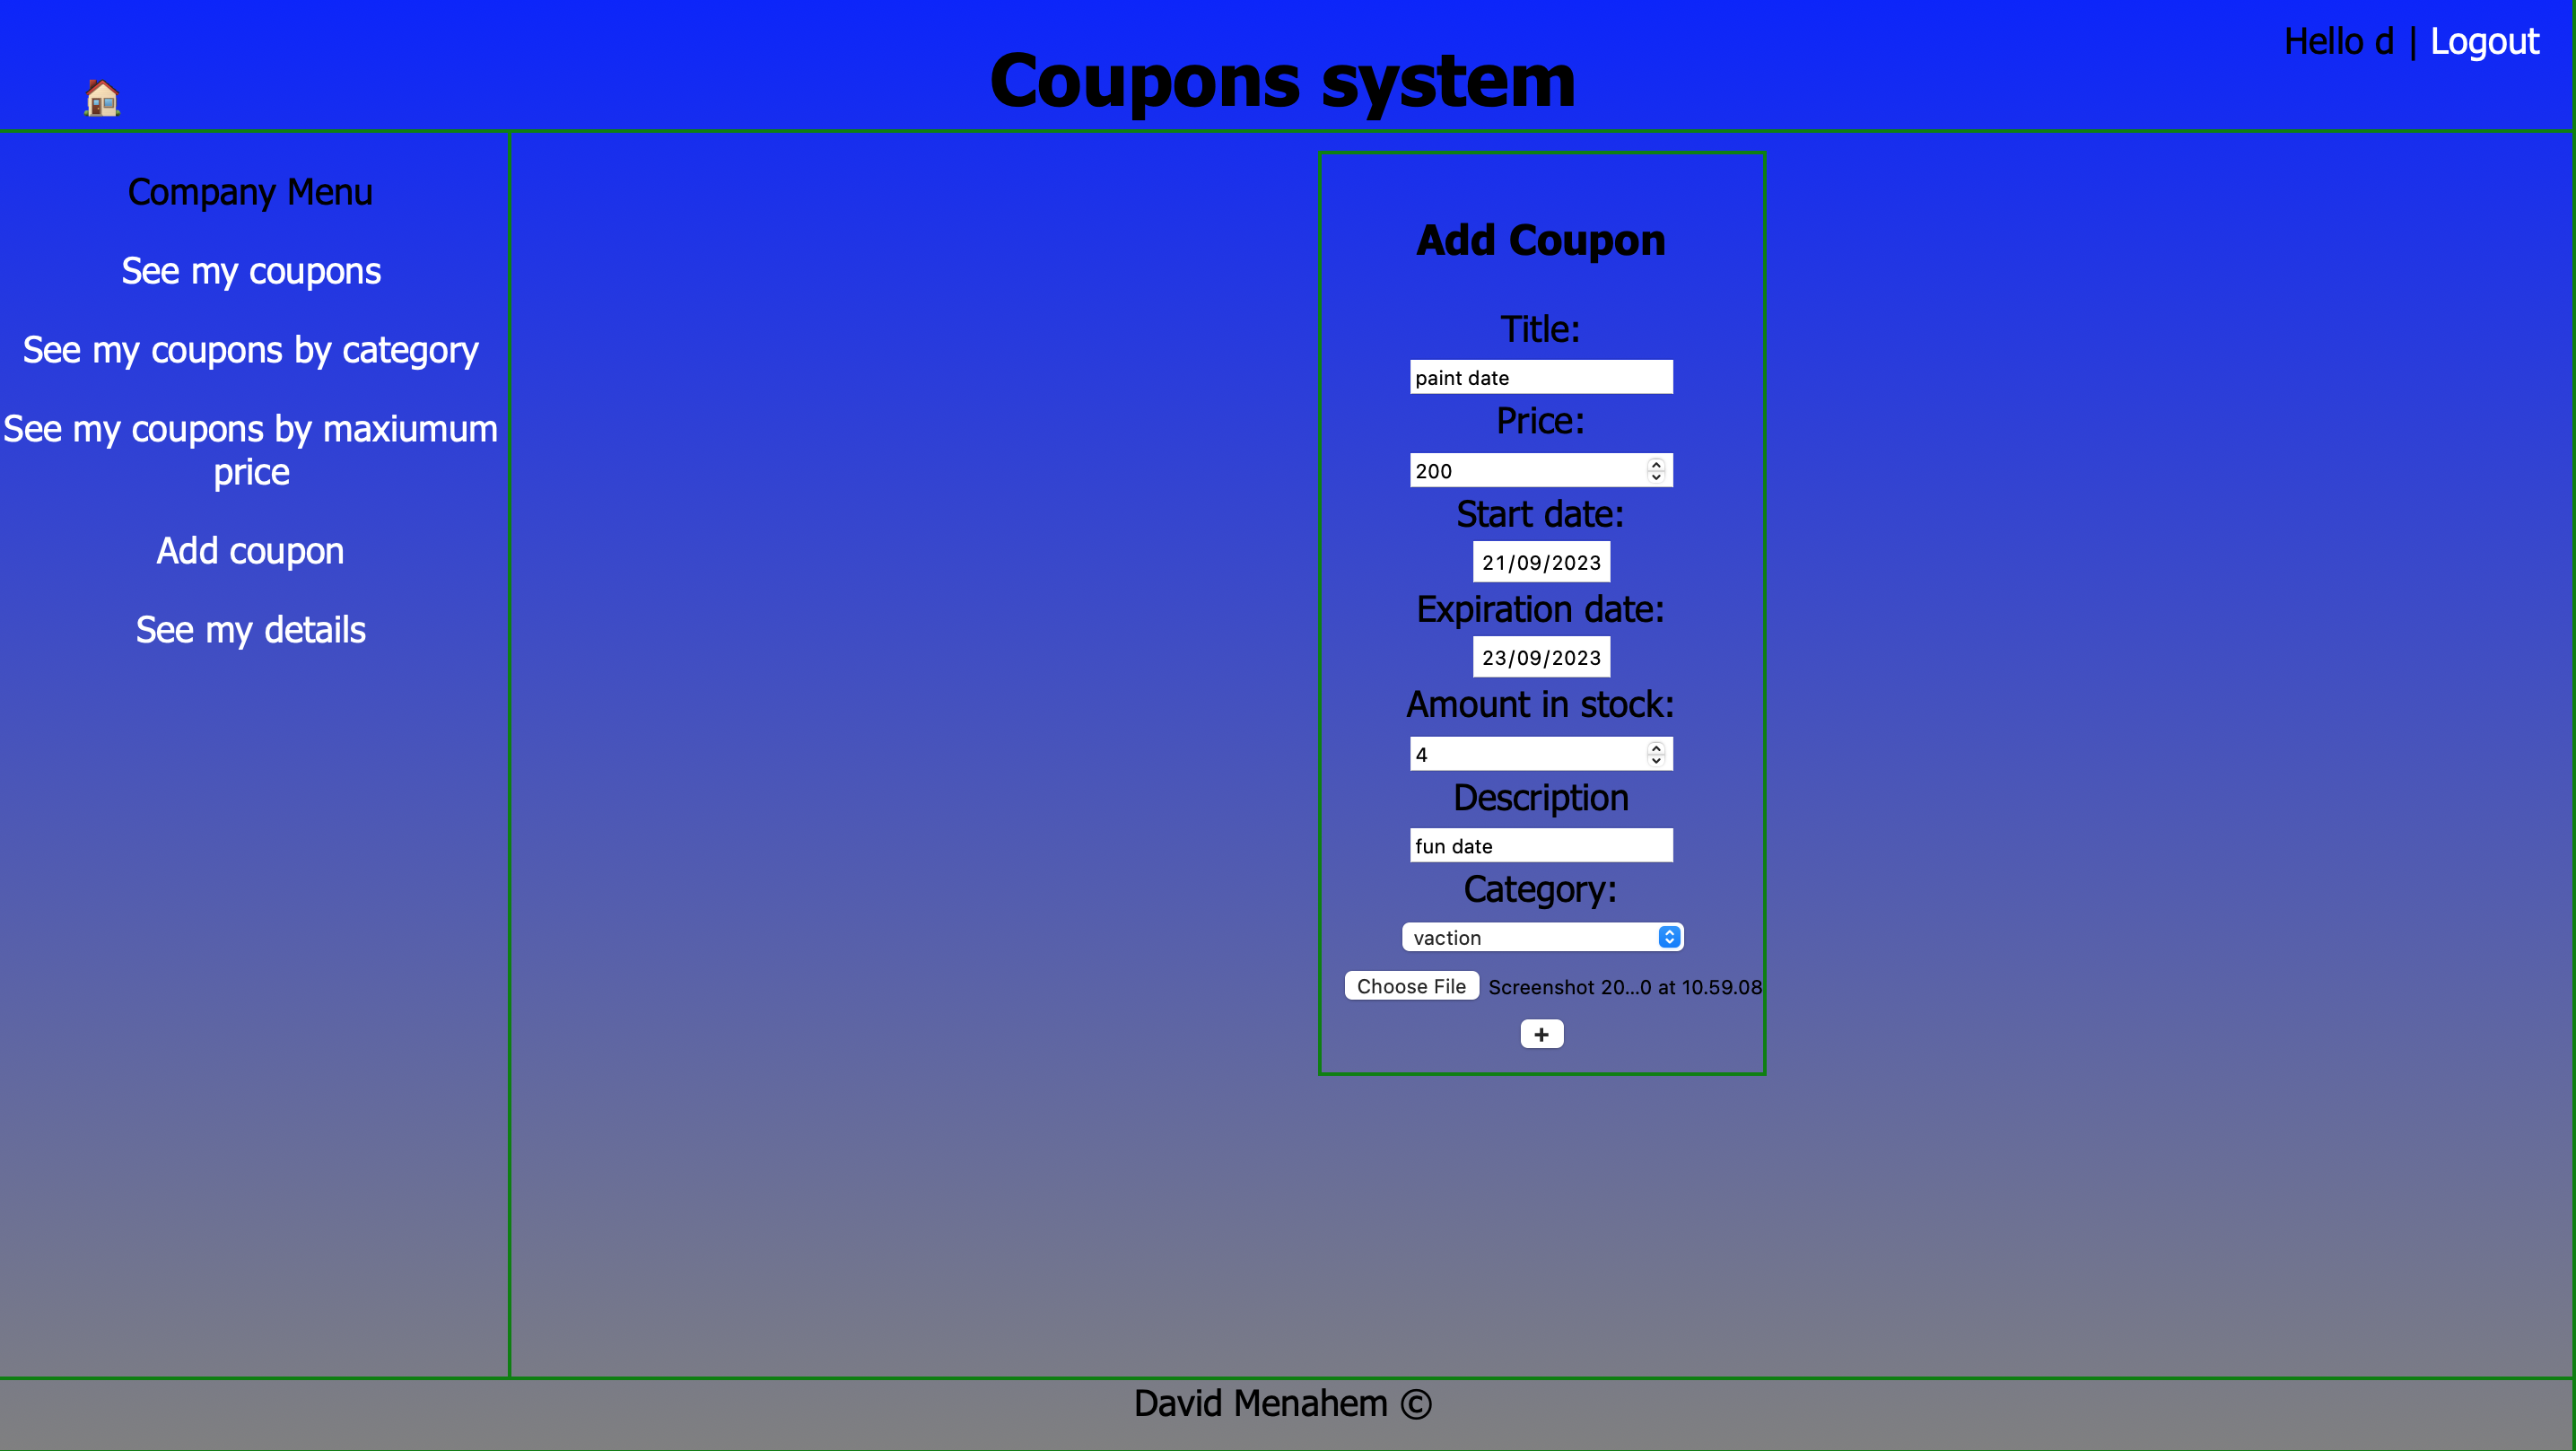 Hello d | Logout
Coupons system
Company Menu
See my coupons
See my coupons by category
See my coupons by maxiumum
price
Add coupon
See my details
Add Coupon
Title:
paint date
Price:
200
Start date:
21/09/2023
Expiration date:
23/09/2023
Amount in stock:
4
Description
fun date
Category:
vaction
Choose File Screenshot 20...0 at 10.59.08
+
David Menahem ©